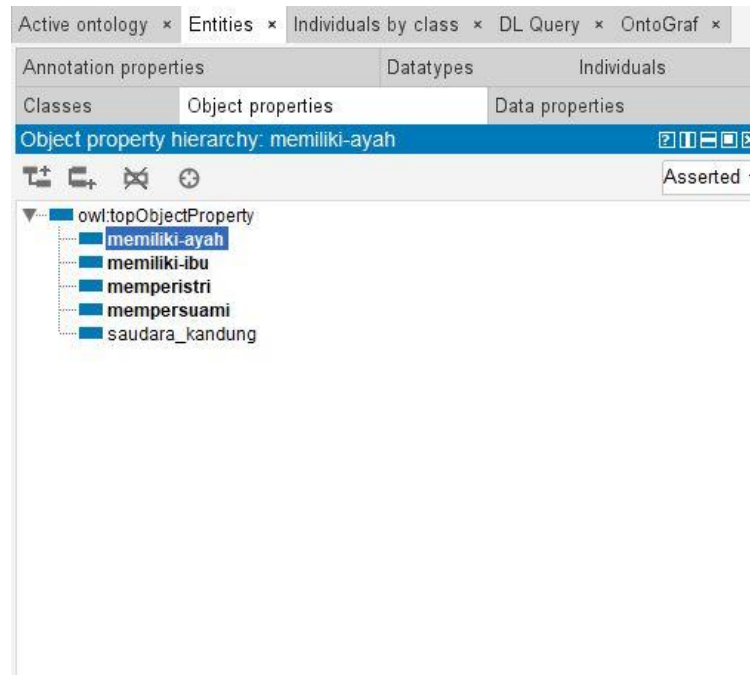 Active ontology × Entities × Individuals by class × DL Query × OntoGraf ×
Annotation properties Datatypes Individuals
Classes Object properties Data properties
Object property hierarchy: memiliki-ayah
Asserted
owl:topObjectProperty
memiliki-ayah
memiliki-ibu
memperistri
mempersuami
saudara_kandung